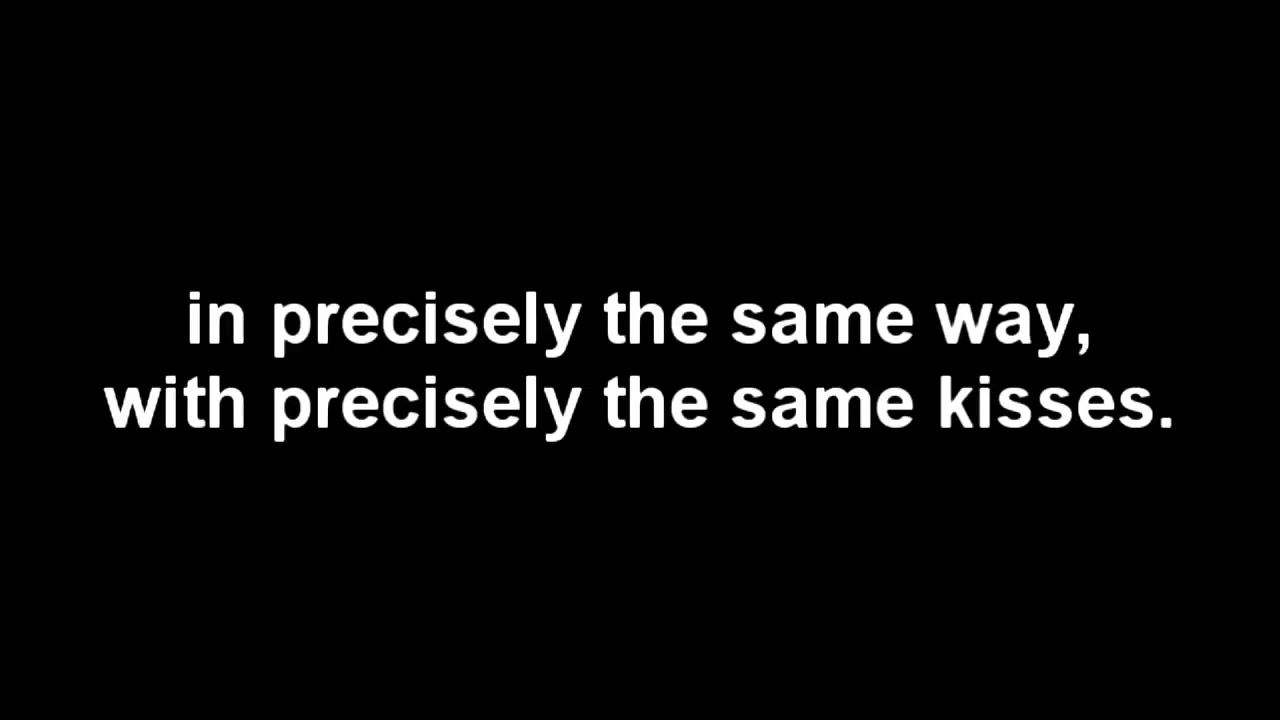 in precisely the same way,
with precisely the same kisses.